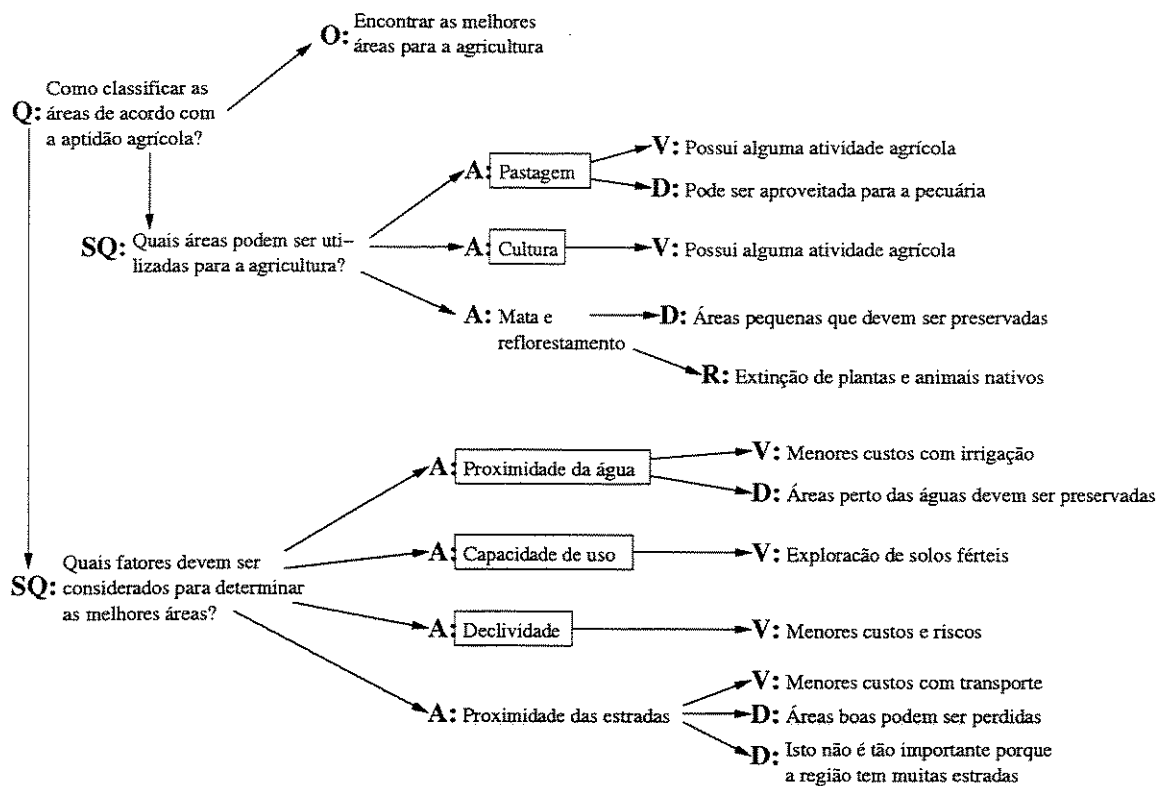 O: Encontrar as melhores
áreas para a agricultura
Como classificar as
Q: áreas de acordo com
a aptidão agrícola?
SQ: Quais áreas podem ser uti–
lizadas para a agricultura?
A: Pastagem
V: Possui alguma atividade agrícola
D: Pode ser aproveitada para a pecuária
A: Cultura
V: Possui alguma atividade agrícola
A: Mata e
reflorestamento
D: Áreas pequenas que devem ser preservadas
R: Extinção de plantas e animais nativos
Quais fatores devem ser
SQ: considerados para determinar
as melhores áreas?
A: Proximidade da água
V: Menores custos com irrigação
D: Áreas perto das águas devem ser preservadas
A: Capacidade de uso
V: Exploracão de solos férteis
A: Declividade
V: Menores custos e riscos
A: Proximidade das estradas
V: Menores custos com transporte
D: Áreas boas podem ser perdidas
D: Isto não é tão importante porque
a região tem muitas estradas